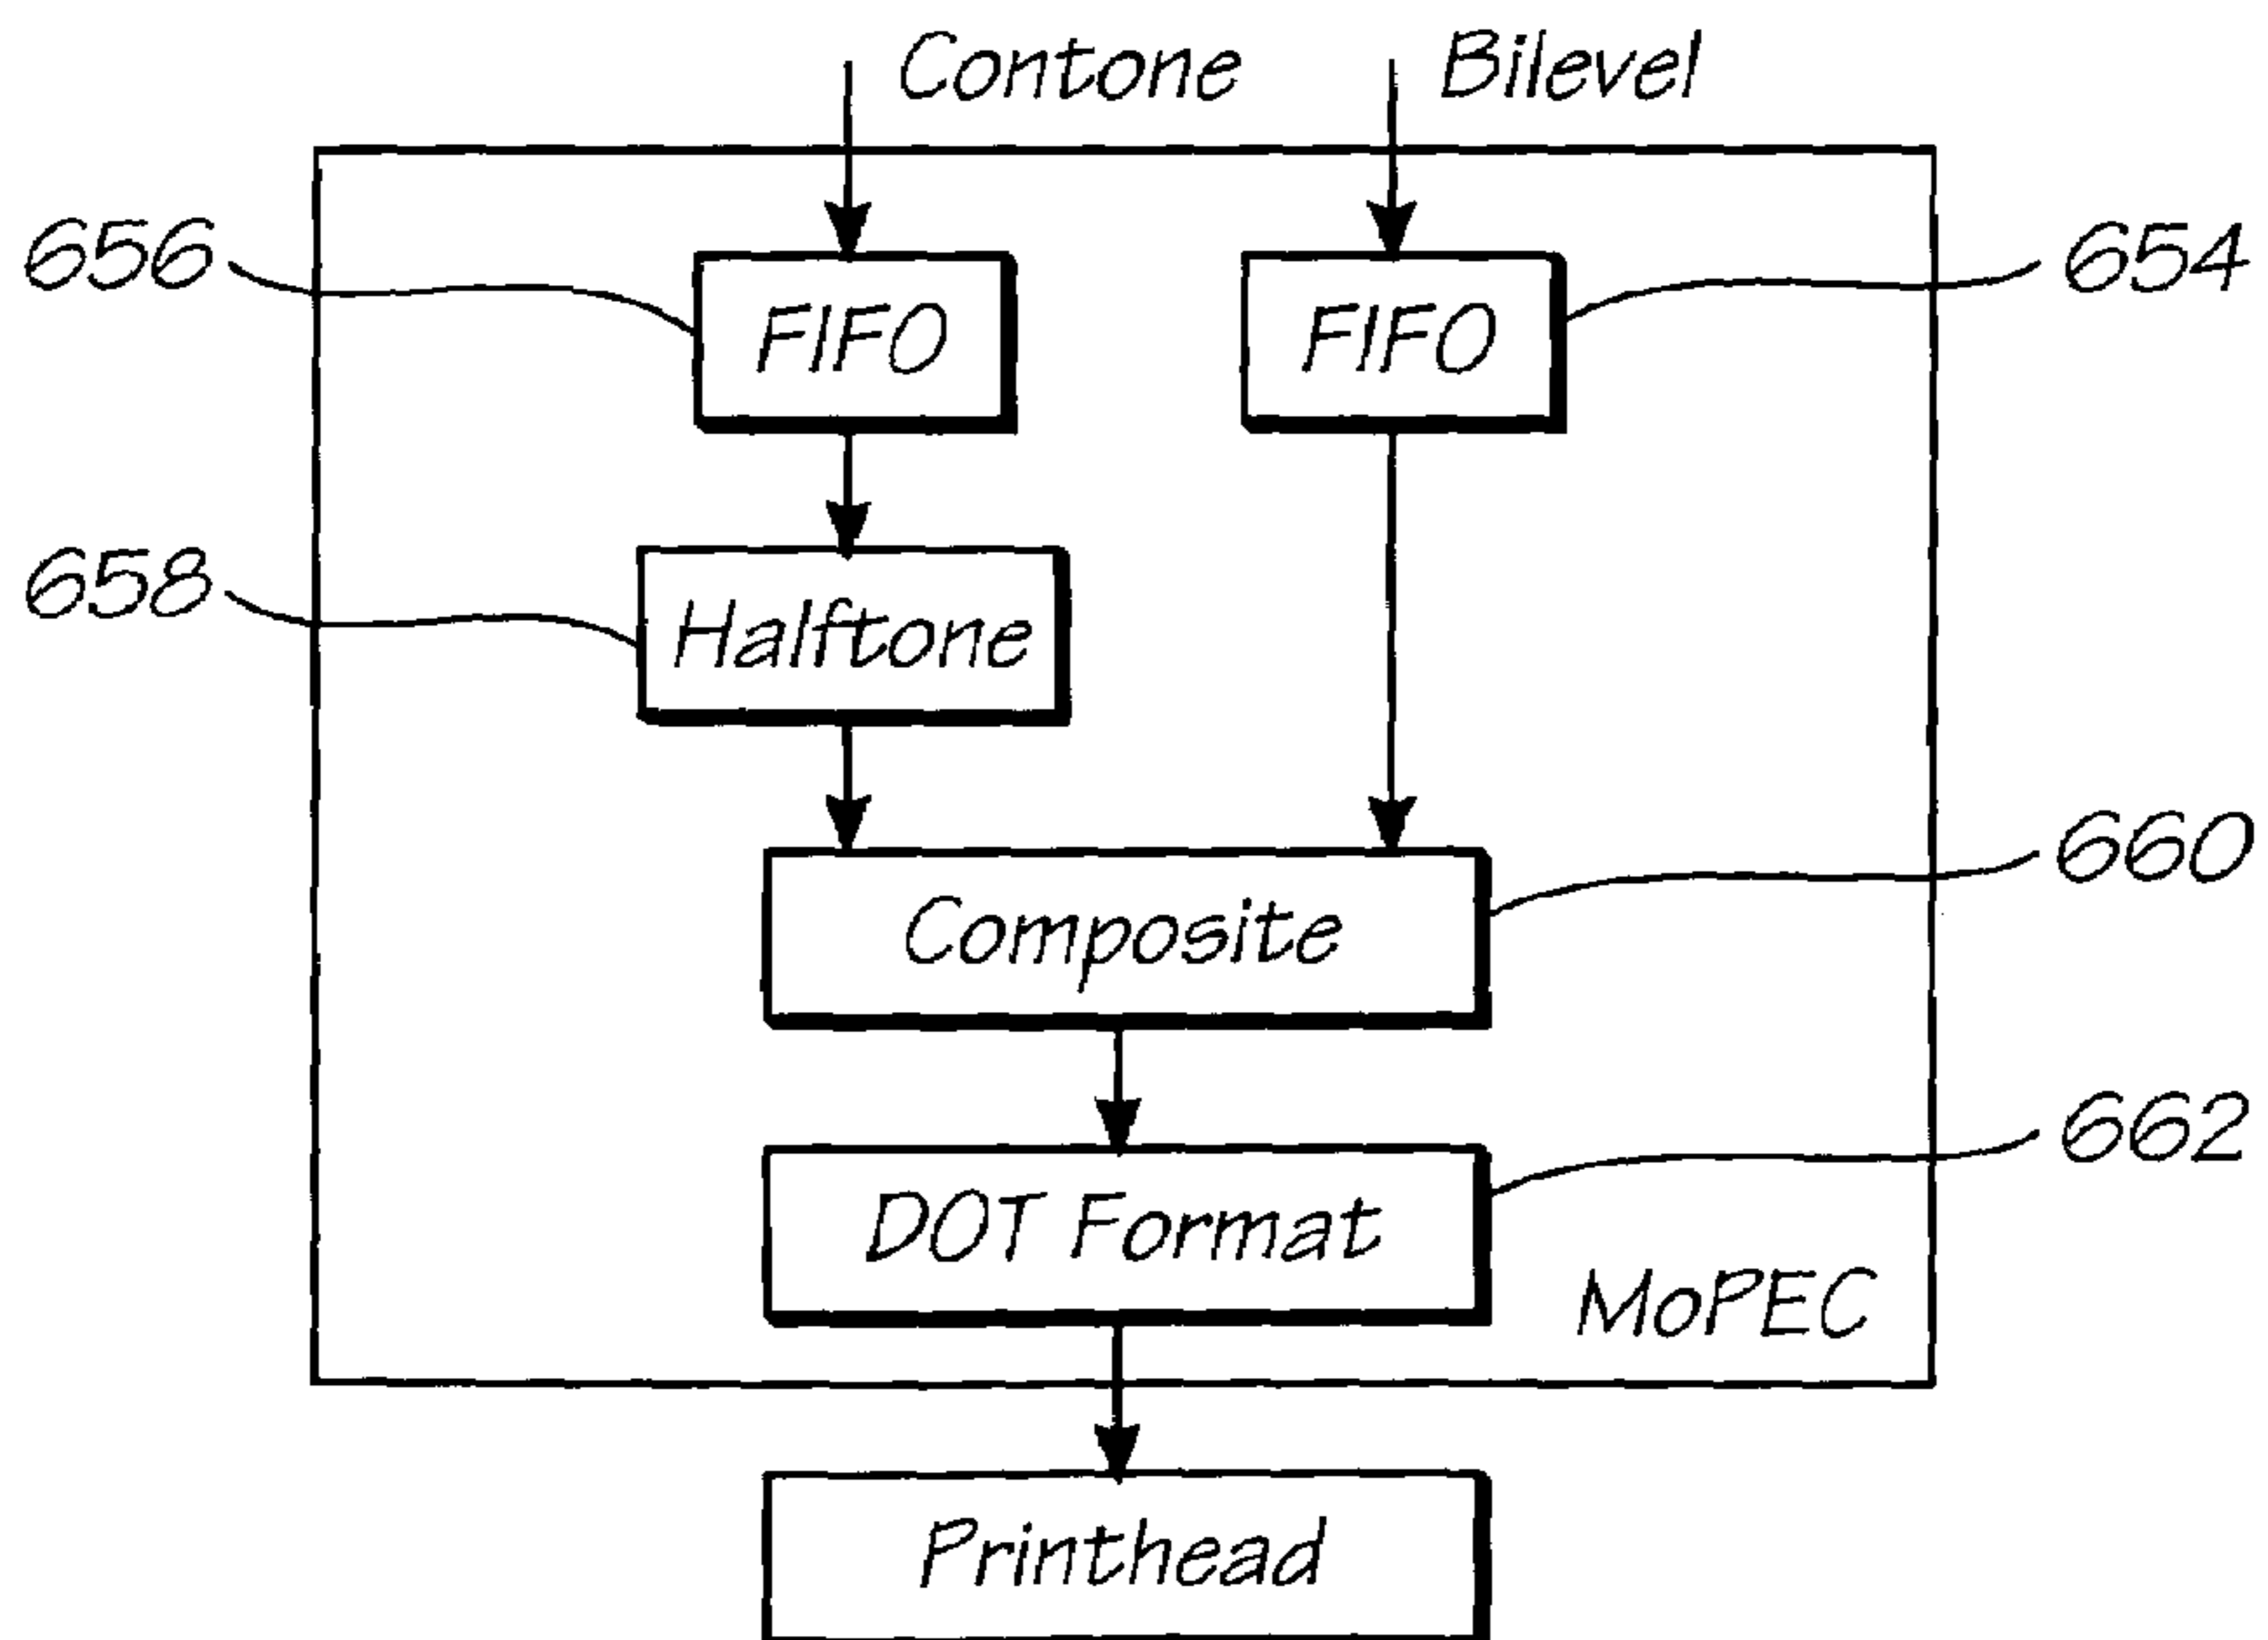 Contone
Bilevel
656
FIFO
FIFO
654
658
Halftone
660
Composite
662
DOT Format
MoPEC
Printhead